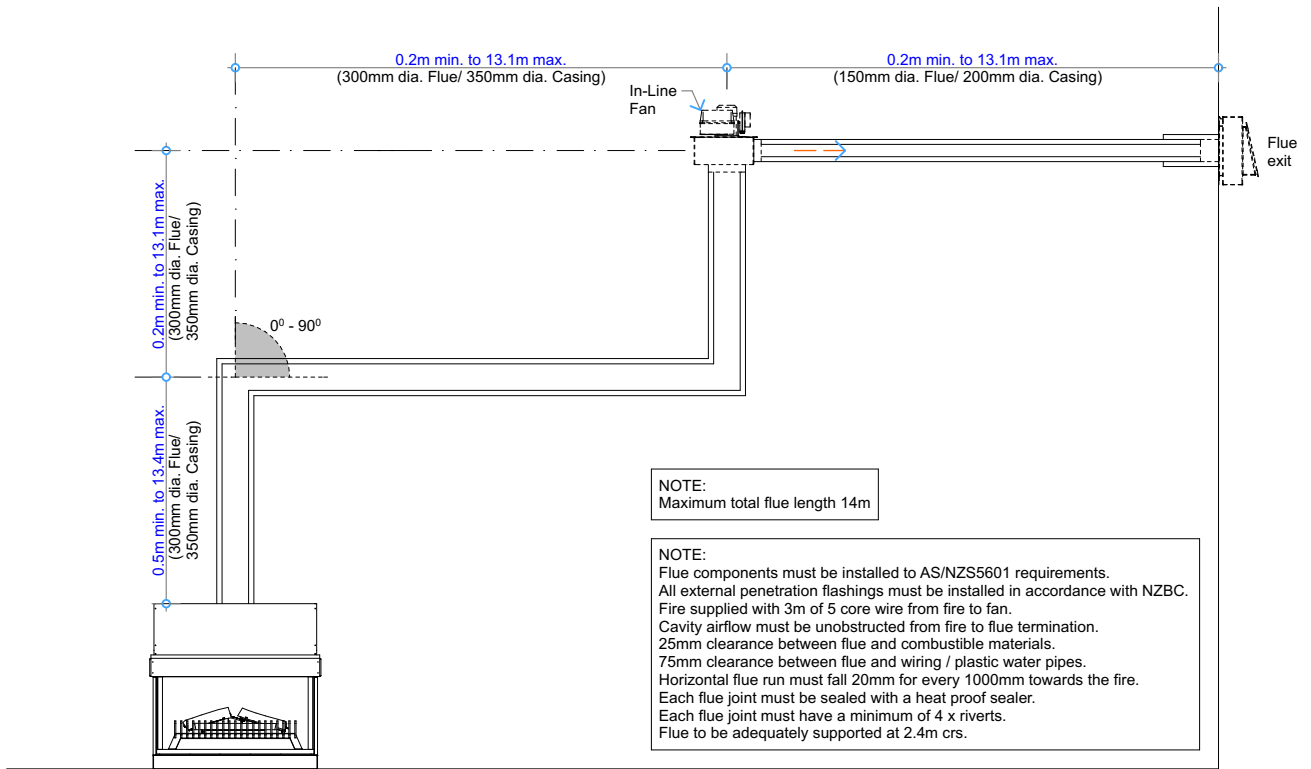 0.2m min. to 13.1m max.
(300mm dia. Flue/ 350mm dia. Casing)
0.2m min. to 13.1m max.
(150mm dia. Flue/ 200mm dia. Casing)
In-Line
Fan
Flue
exit
0.2m min. to 13.1m max.
(300mm dia. Flue/
350mm dia. Casing)
0⁰ - 90⁰
0.5m min. to 13.4m max.
(300mm dia. Flue/
350mm dia. Casing)
NOTE:
Maximum total flue length 14m
NOTE:
Flue components must be installed to AS/NZS5601 requirements.
All external penetration flashings must be installed in accordance with NZBC.
Fire supplied with 3m of 5 core wire from fire to fan.
Cavity airflow must be unobstructed from fire to flue termination.
25mm clearance between flue and combustible materials.
75mm clearance between flue and wiring / plastic water pipes.
Horizontal flue run must fall 20mm for every 1000mm towards the fire.
Each flue joint must be sealed with a heat proof sealer.
Each flue joint must have a minimum of 4 x riverts.
Flue to be adequately supported at 2.4m crs.